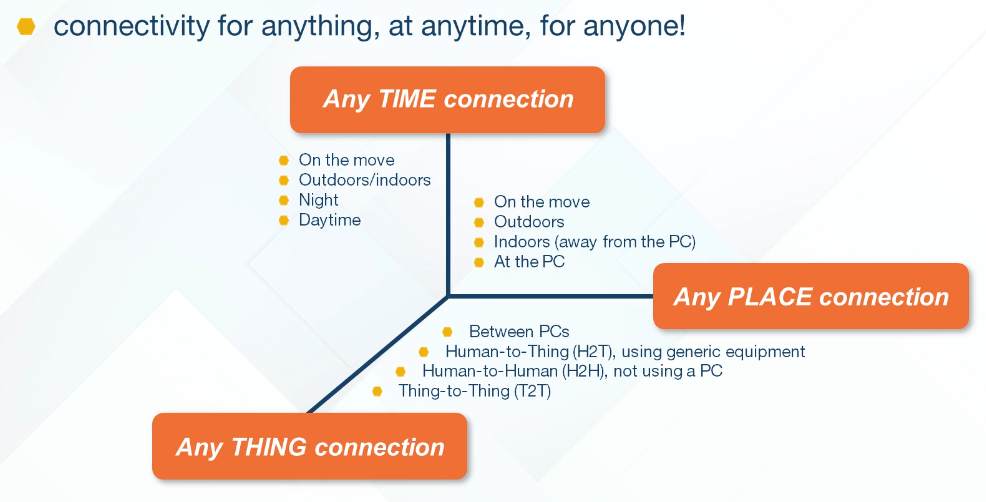 connectivity for anything, at anytime, for anyone!
Any TIME connection
On the move
Outdoors/indoors
Night
Daytime
On the move
Outdoors
Indoors (away from the PC)
At the PC
Any PLACE connection
Between PCs
Human-to-Thing (H2T), using generic equipment
Human-to-Human (H2H), not using a PC
Thing-to-Thing (T2T)
Any THING connection